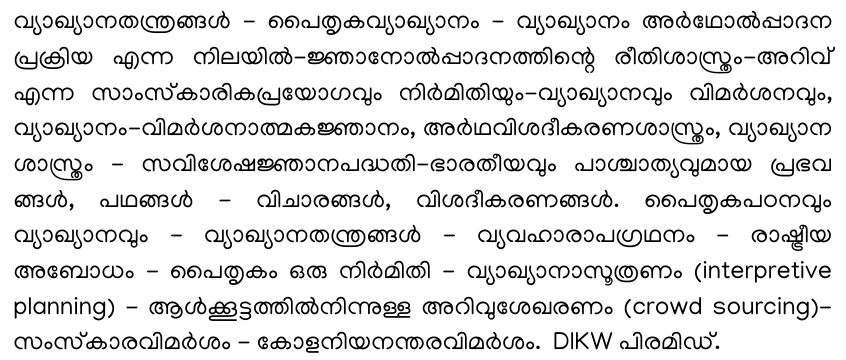 വ്യാഖ്യാനതന്ത്രങ്ങൾ – പൈതൃകവ്യാഖ്യാനം – വ്യാഖ്യാനം അർഥോൽപ്പാദന
പ്രക്രിയ എന്ന നിലയിൽ–ജ്ഞാനോൽപ്പാദനത്തിന്റെ രീതിശാസ്ത്രം–അറിവ്
എന്ന സാംസ്കാരികപ്രയോഗവും നിർമിതിയും–വ്യാഖ്യാനവും വിമർശനവും,
വ്യാഖ്യാനം–വിമർശനാത്മകജ്ഞാനം, അർഥവിശദീകരണശാസ്ത്രം, വ്യാഖ്യാന
ശാസ്ത്രം – സവിശേഷജ്ഞാനപദ്ധതി–ഭാരതീയവും പാശ്ചാത്യവുമായ പ്രഭവ
ങ്ങൾ, പഥങ്ങൾ – വിചാരങ്ങൾ, വിശദീകരണങ്ങൾ. പൈതൃകപഠനവും
വ്യാഖ്യാനവും – വ്യാഖ്യാനതന്ത്രങ്ങൾ – വ്യവഹാരാപഗ്രഥനം – രാഷ്ട്രീയ
അബോധം – പൈതൃകം ഒരു നിർമിതി – വ്യാഖ്യാനാസൂത്രണം (interpretive
planning) – ആൾക്കൂട്ടത്തിൽനിന്നുള്ള അറിവുശേഖരണം (crowd sourcing)–
സംസ്കാരവിമർശം – കോളനിയനന്തരവിമർശം. DIKW പിരമിഡ്.